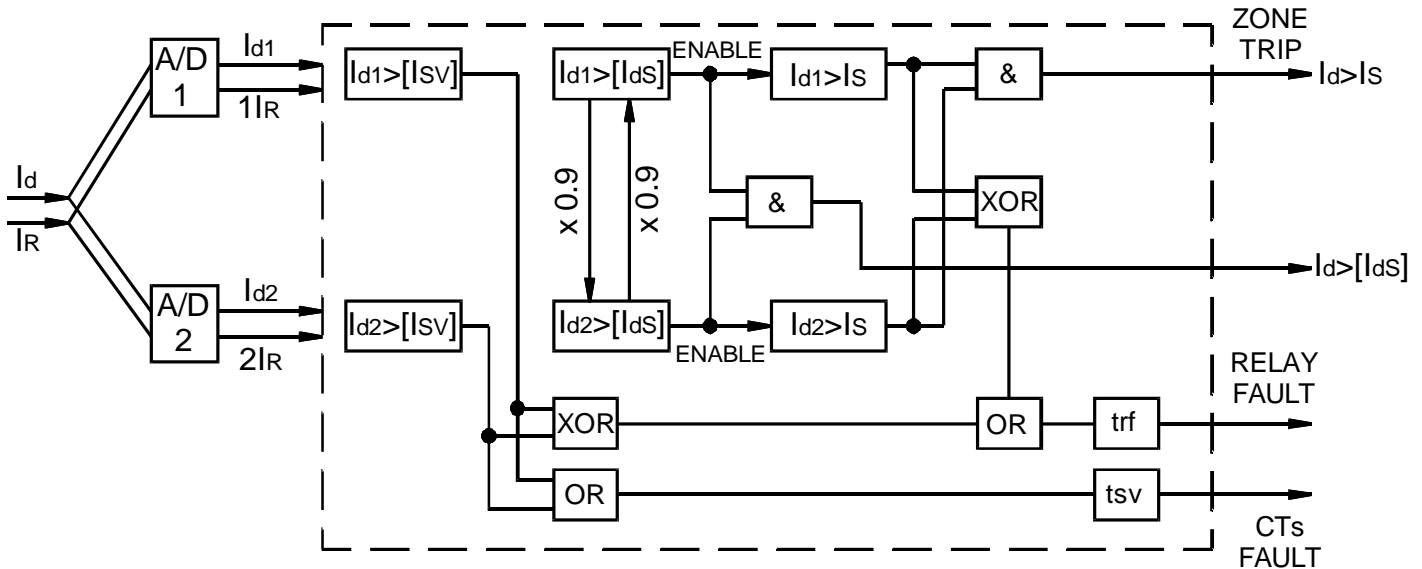 ZONE
TRIP
A/D
1
Id1
1IR
Id1>[ISV]
Id1>[IdS]
ENABLE
Id1>IS
&
Id>IS
Id
IR
x 0.9
x 0.9
&
XOR
Id>[IdS]
A/D
2
Id2
2IR
Id2>[ISV]
Id2>[IdS]
ENABLE
Id2>IS
RELAY
FAULT
XOR
OR
trf
OR
tsv
CTs
FAULT